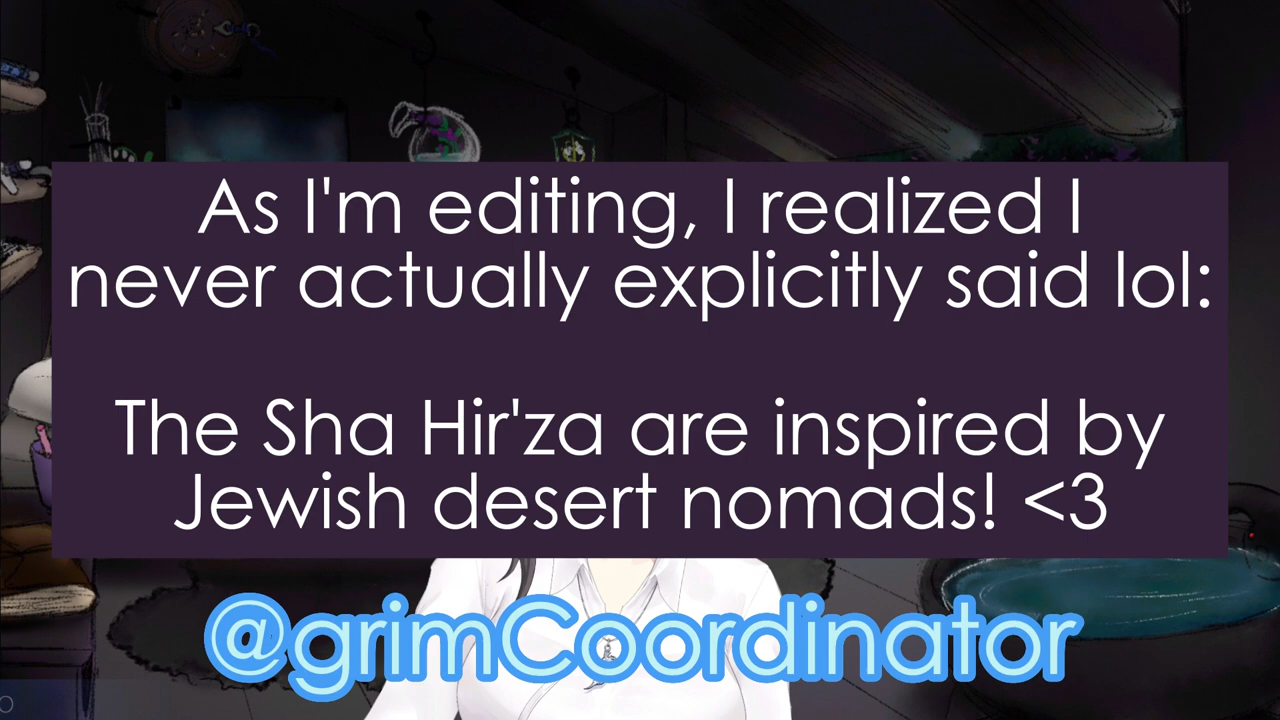 As I'm editing, I realized I
never actually explicitly said lol:
The Sha Hir'za are inspired by
Jewish desert nomads! <3
@grimCoordinator